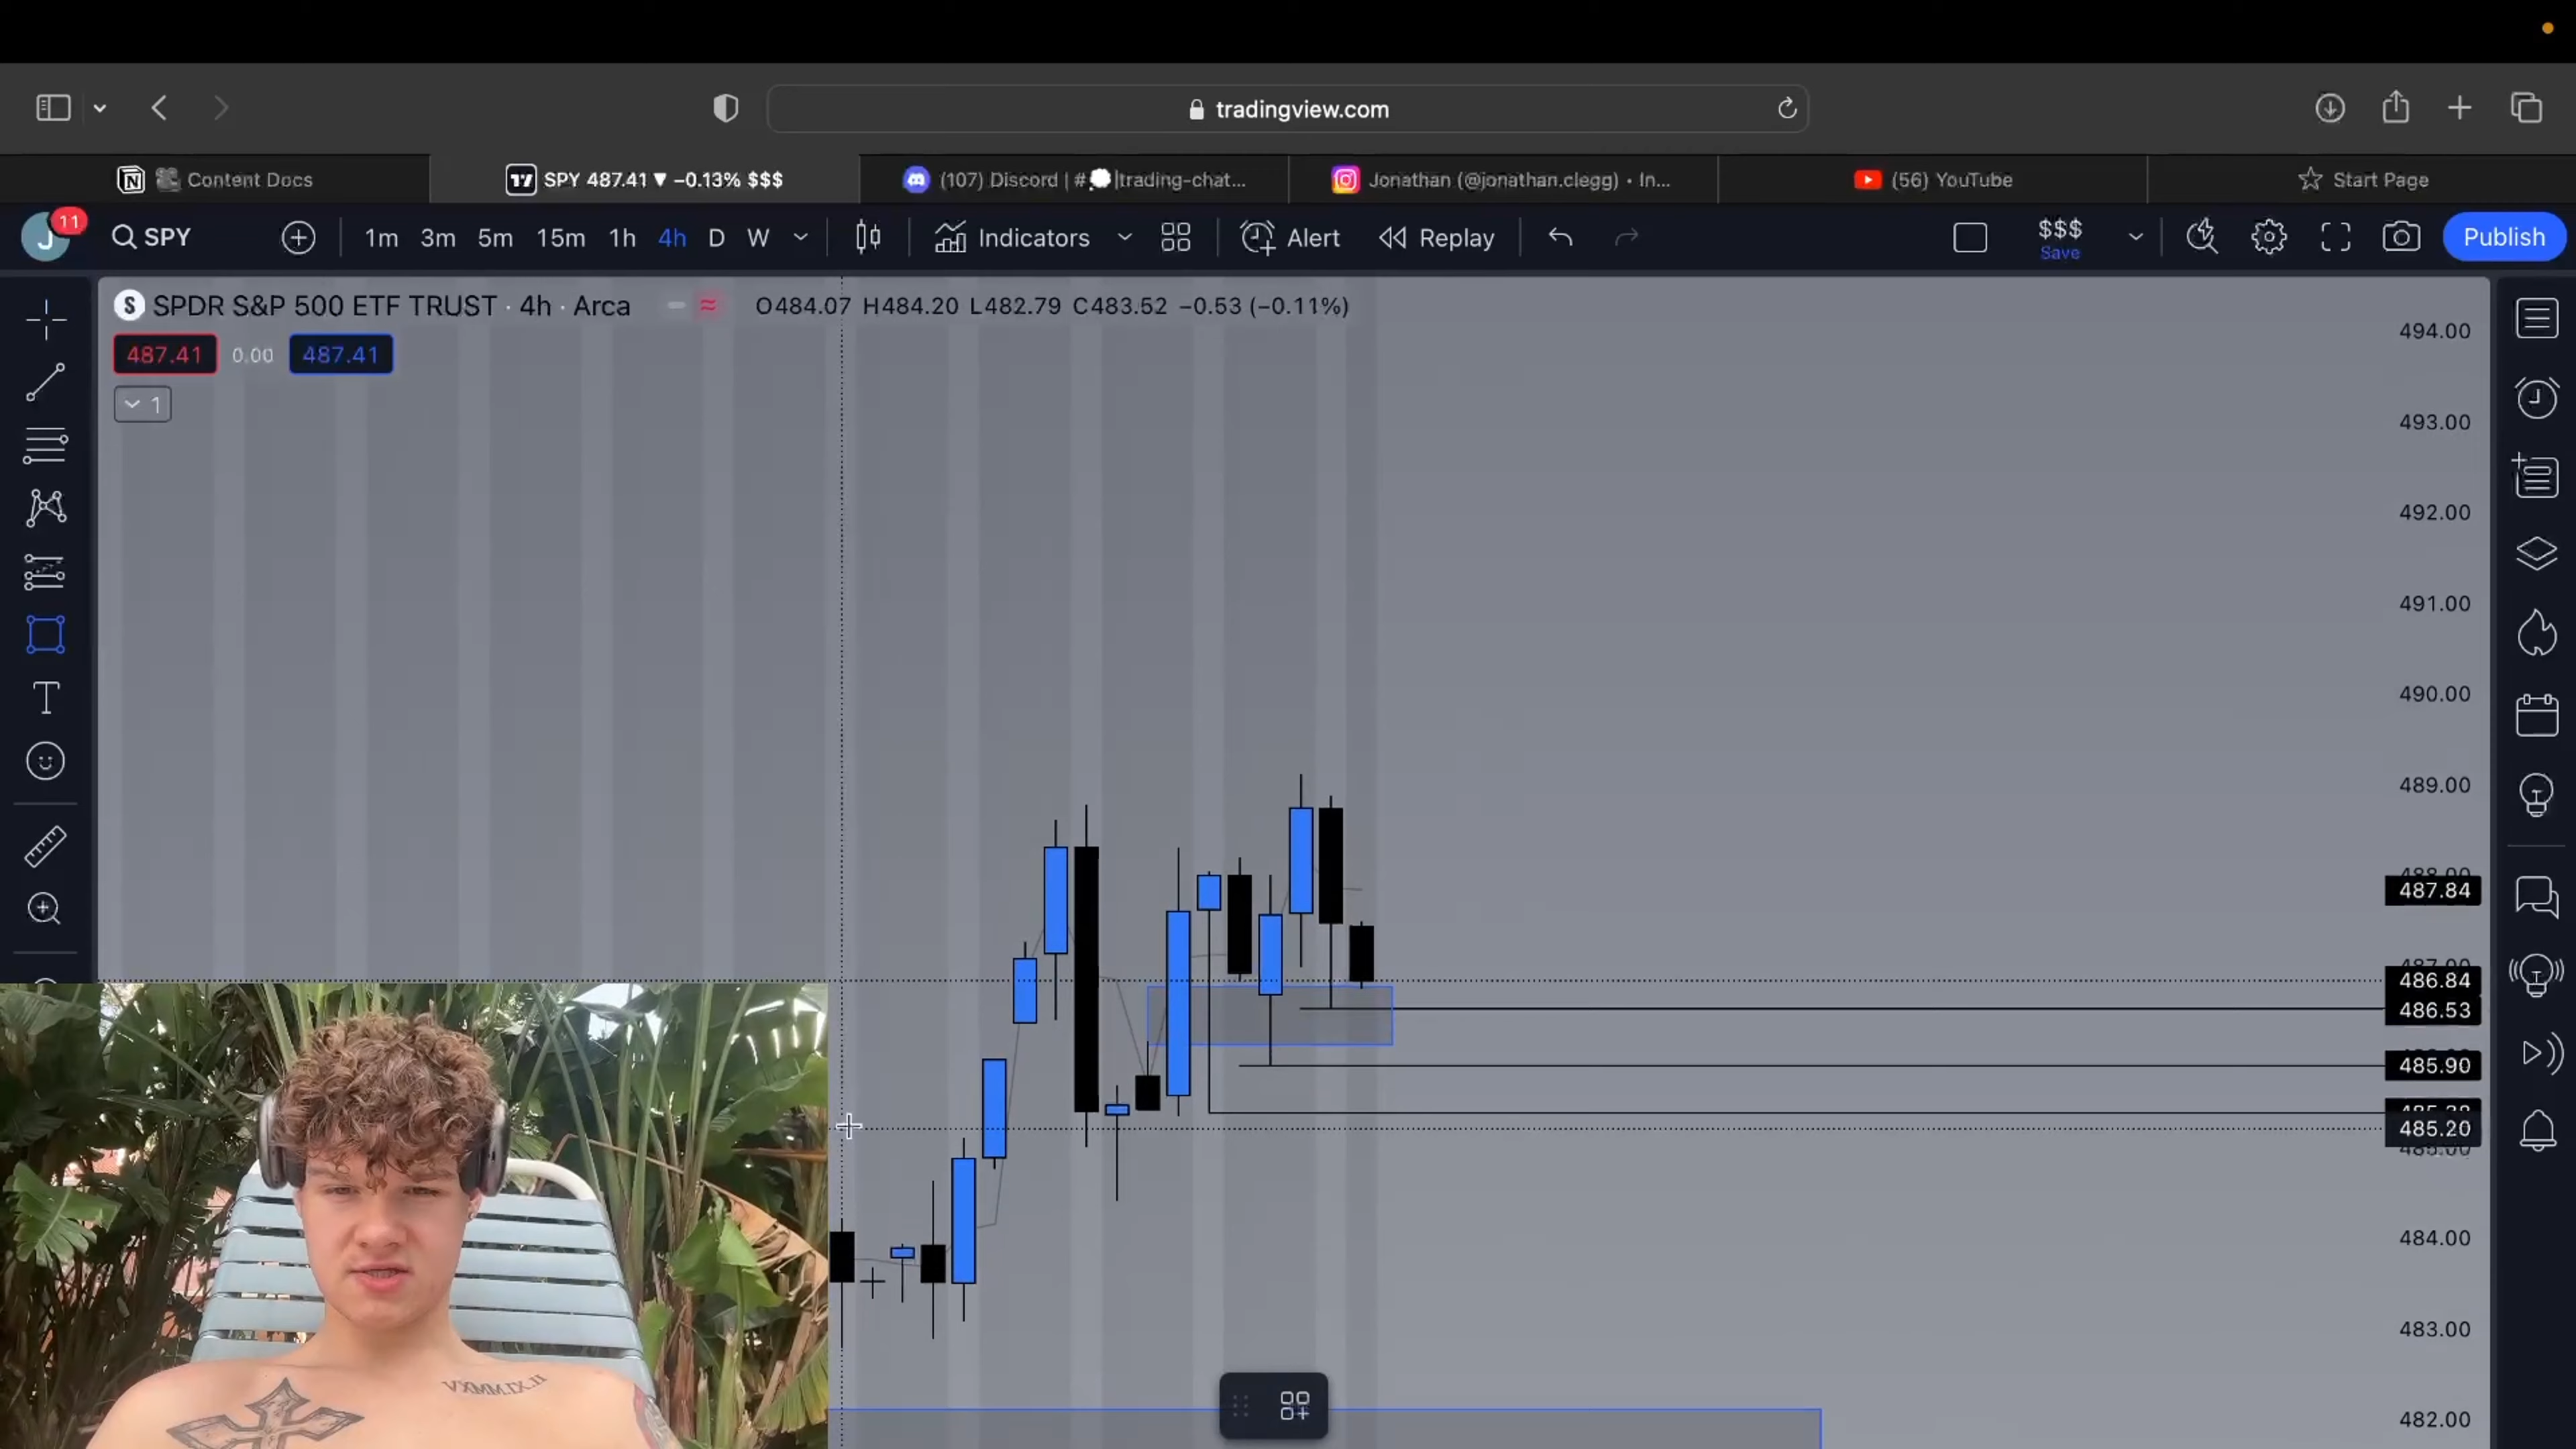 tradingview.com
Content Docs
SPY 487.41 ▼ −0.13% $$$
(107) Discord | # |trading-chat...
Jonathan (@jonathan.clegg) • In...
(56) YouTube
Start Page
J 11
SPY
1m 3m 5m 15m 1h 4h D W
Indicators
Alert
Replay
$$$
Save
Publish
S SPDR S&P 500 ETF TRUST · 4h · Arca
O484.07 H484.20 L482.79 C483.52 −0.53 (−0.11%)
487.41 0.00 487.41
1
494.00
493.00
492.00
491.00
490.00
489.00
487.84
486.84
486.53
485.90
485.20
484.00
483.00
482.00